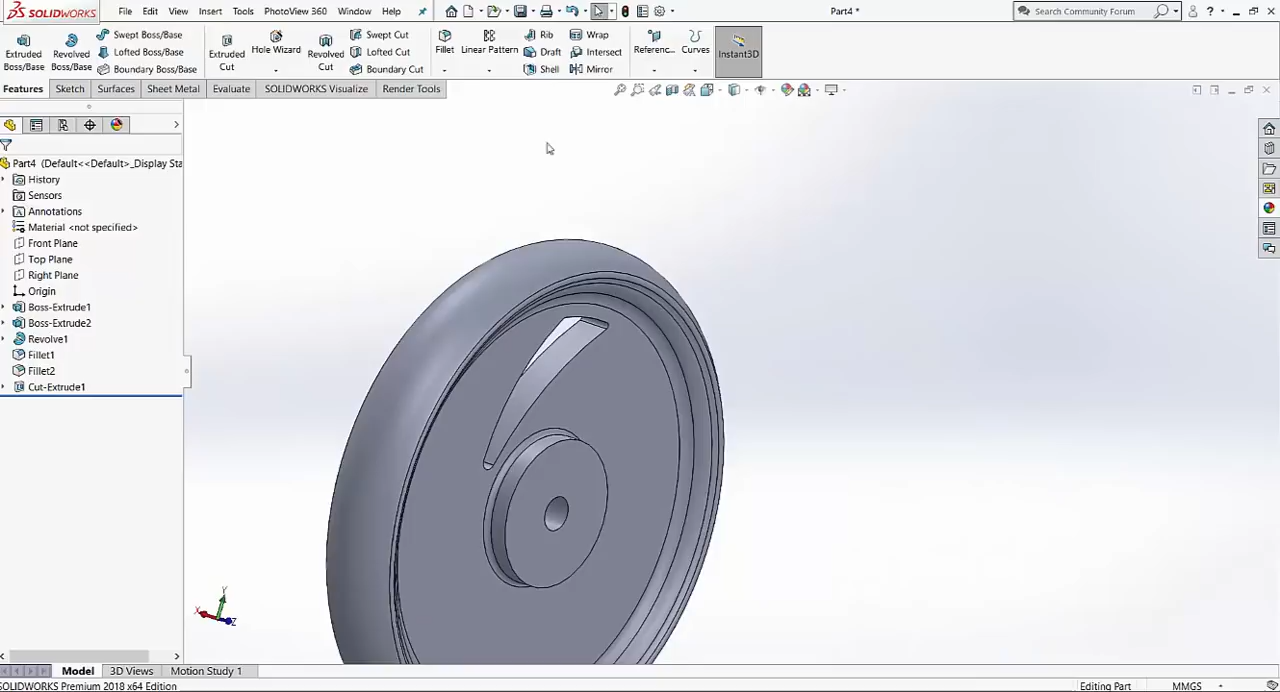 SOLIDWORKS File Edit View Insert Tools PhotoView 360 Window Help Part4 * Search Community Forum ?
Extruded Boss/Base
Revolved Boss/Base
Swept Boss/Base
Lofted Boss/Base
Boundary Boss/Base
Extruded Cut
Hole Wizard
Revolved Cut
Swept Cut
Lofted Cut
Boundary Cut
Fillet
Linear Pattern
Rib
Draft
Shell
Wrap
Intersect
Mirror
Referenc...
Curves
Instant3D
Features Sketch Surfaces Sheet Metal Evaluate SOLIDWORKS Visualize Render Tools
Part4 (Default<<Default>_Display Sta
History
Sensors
Annotations
Material <not specified>
Front Plane
Top Plane
Right Plane
Origin
Boss-Extrude1
Boss-Extrude2
Revolve1
Fillet1
Fillet2
Cut-Extrude1
Y
X
Z
Model 3D Views Motion Study 1
SOLIDWORKS Premium 2018 x64 Edition Editing Part MMGS